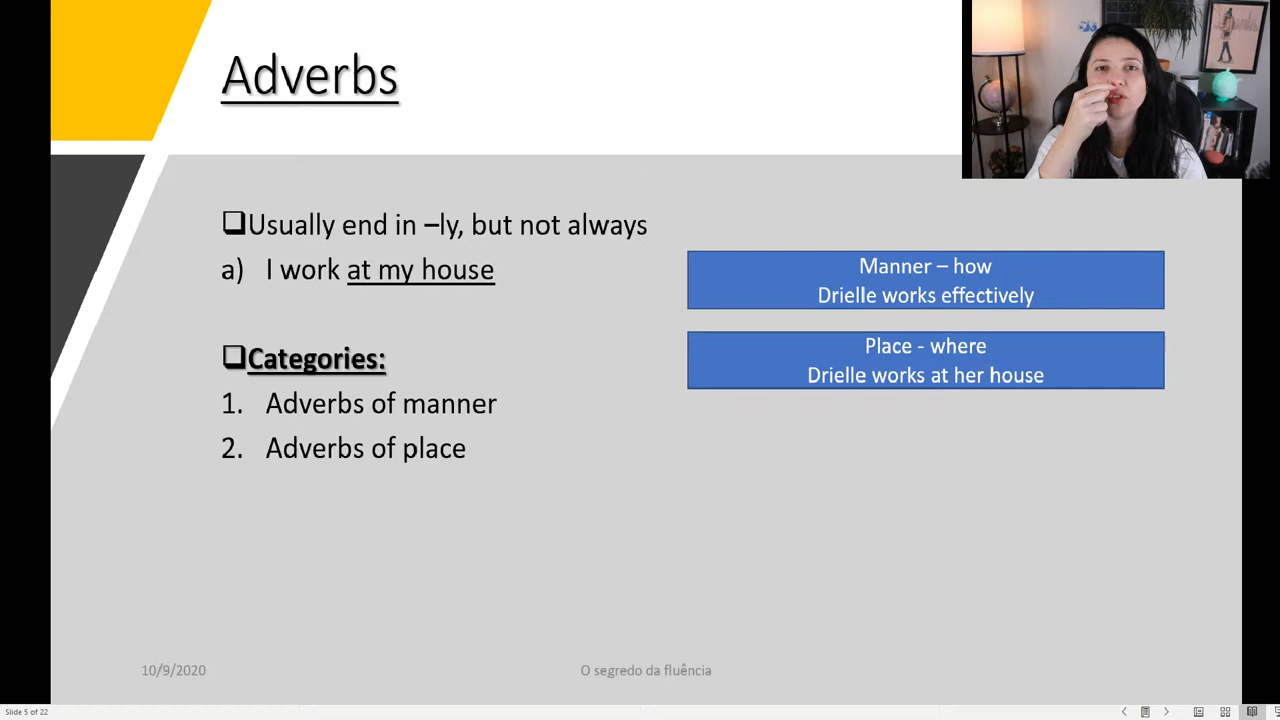 Adverbs
Usually end in –ly, but not always
a) I work at my house
Categories:
1. Adverbs of manner
2. Adverbs of place
Manner – how
Drielle works effectively
Place - where
Drielle works at her house
10/9/2020
O segredo da fluência
Slide 5 of 22